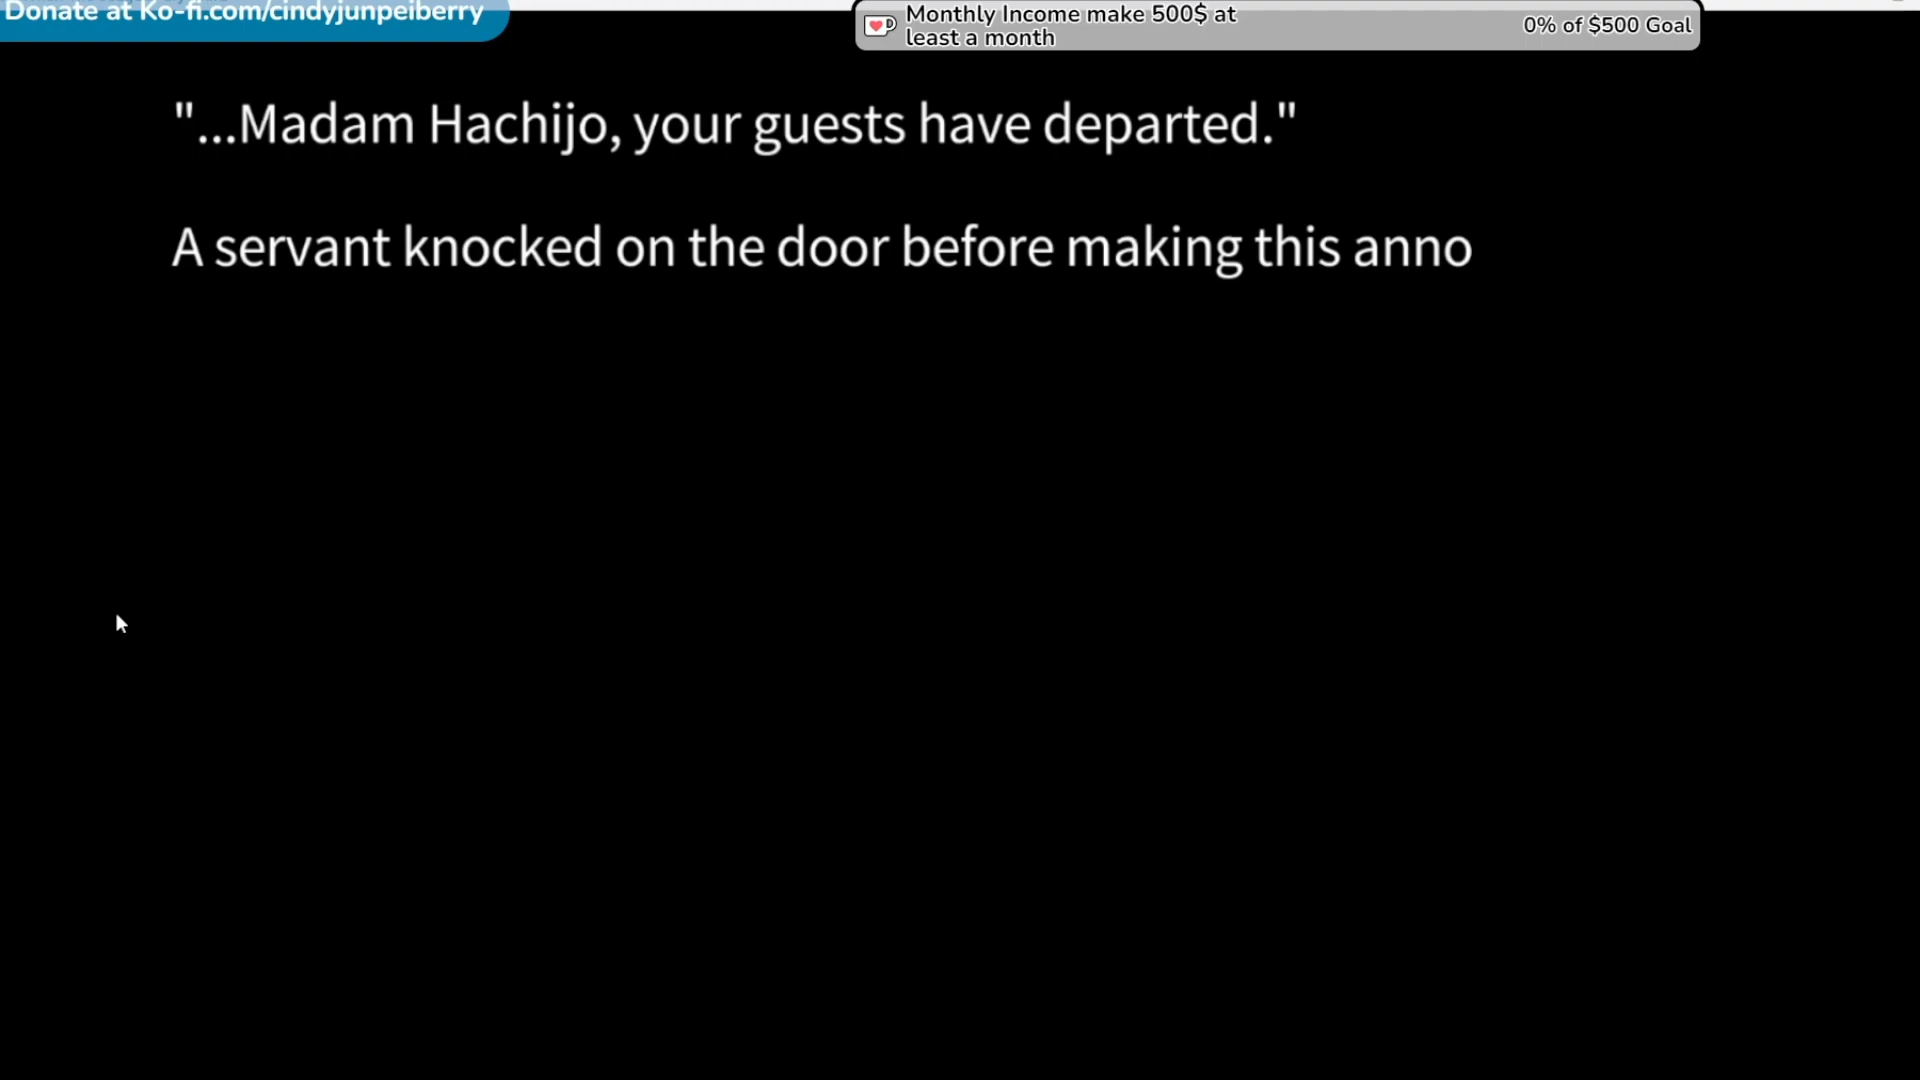 Donate at Ko-fi.com/cindyjunpeiberry
Monthly Income make 500$ at
least a month
0% of $500 Goal
"...Madam Hachijo, your guests have departed."
A servant knocked on the door before making this anno